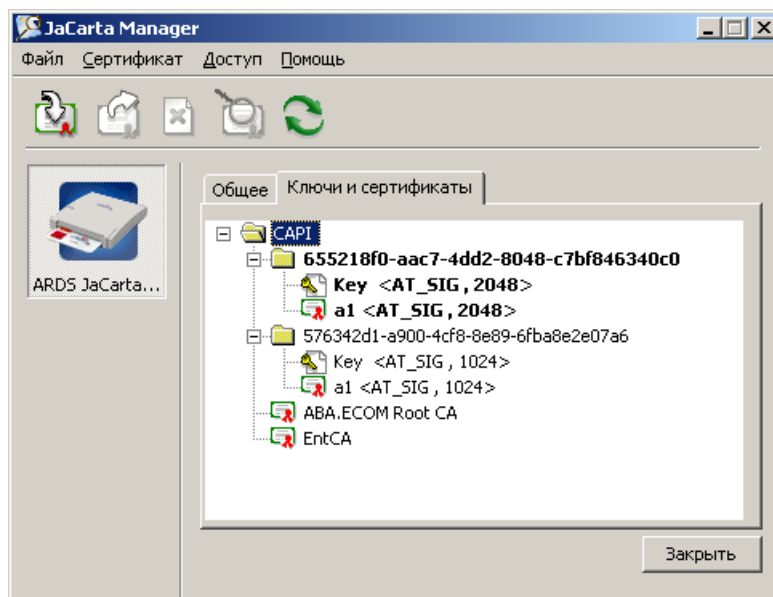 JaCarta Manager
Файл Сертификат Доступ Помощь
Общее Ключи и сертификаты
CAPI
655218f0-aac7-4dd2-8048-c7bf846340c0
Key <AT_SIG, 2048>
a1 <AT_SIG, 2048>
576342d1-a900-4cf8-8e89-6fba8e2e07a6
Key <AT_SIG, 1024>
a1 <AT_SIG, 1024>
ABA.ECOM Root CA
EntCA
ARDS JaCarta...
Закрыть